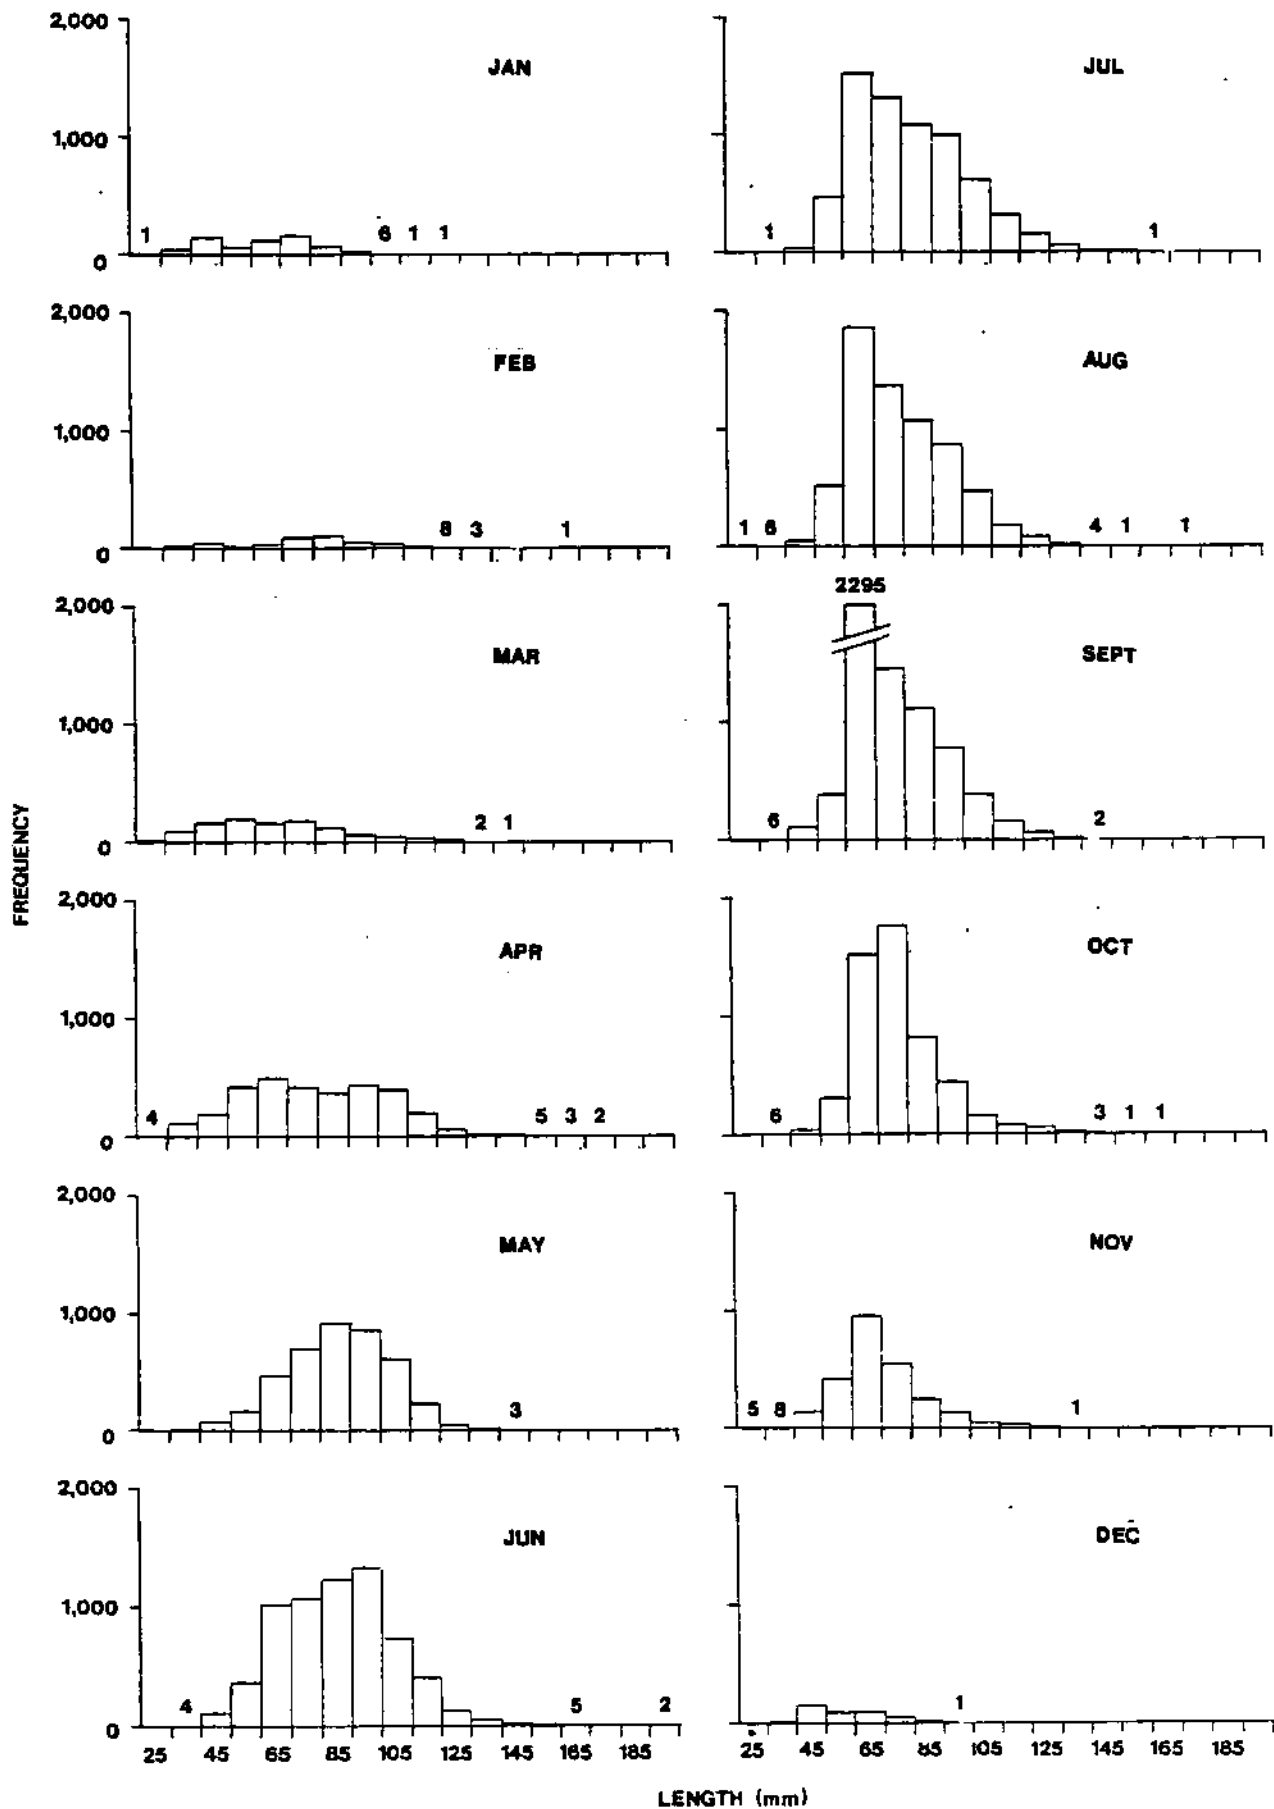 2,000
JAN
1,000
1
6 1 1
0
2,000
FEB
1,000
8 3
1
0
2,000
MAR
1,000
2 1
0
FREQUENCY
2,000
APR
1,000
4
5 3 2
0
2,000
MAY
1,000
3
0
2,000
JUN
1,000
4
5
2
0
25 45 65 85 105 125 145 165 185
JUL
1
1
AUG
1 6
4 1
1
2295
SEPT
6
2
OCT
6
3 1 1
NOV
5 8
1
DEC
1
25 45 65 85 105 125 145 165 185
LENGTH (mm)